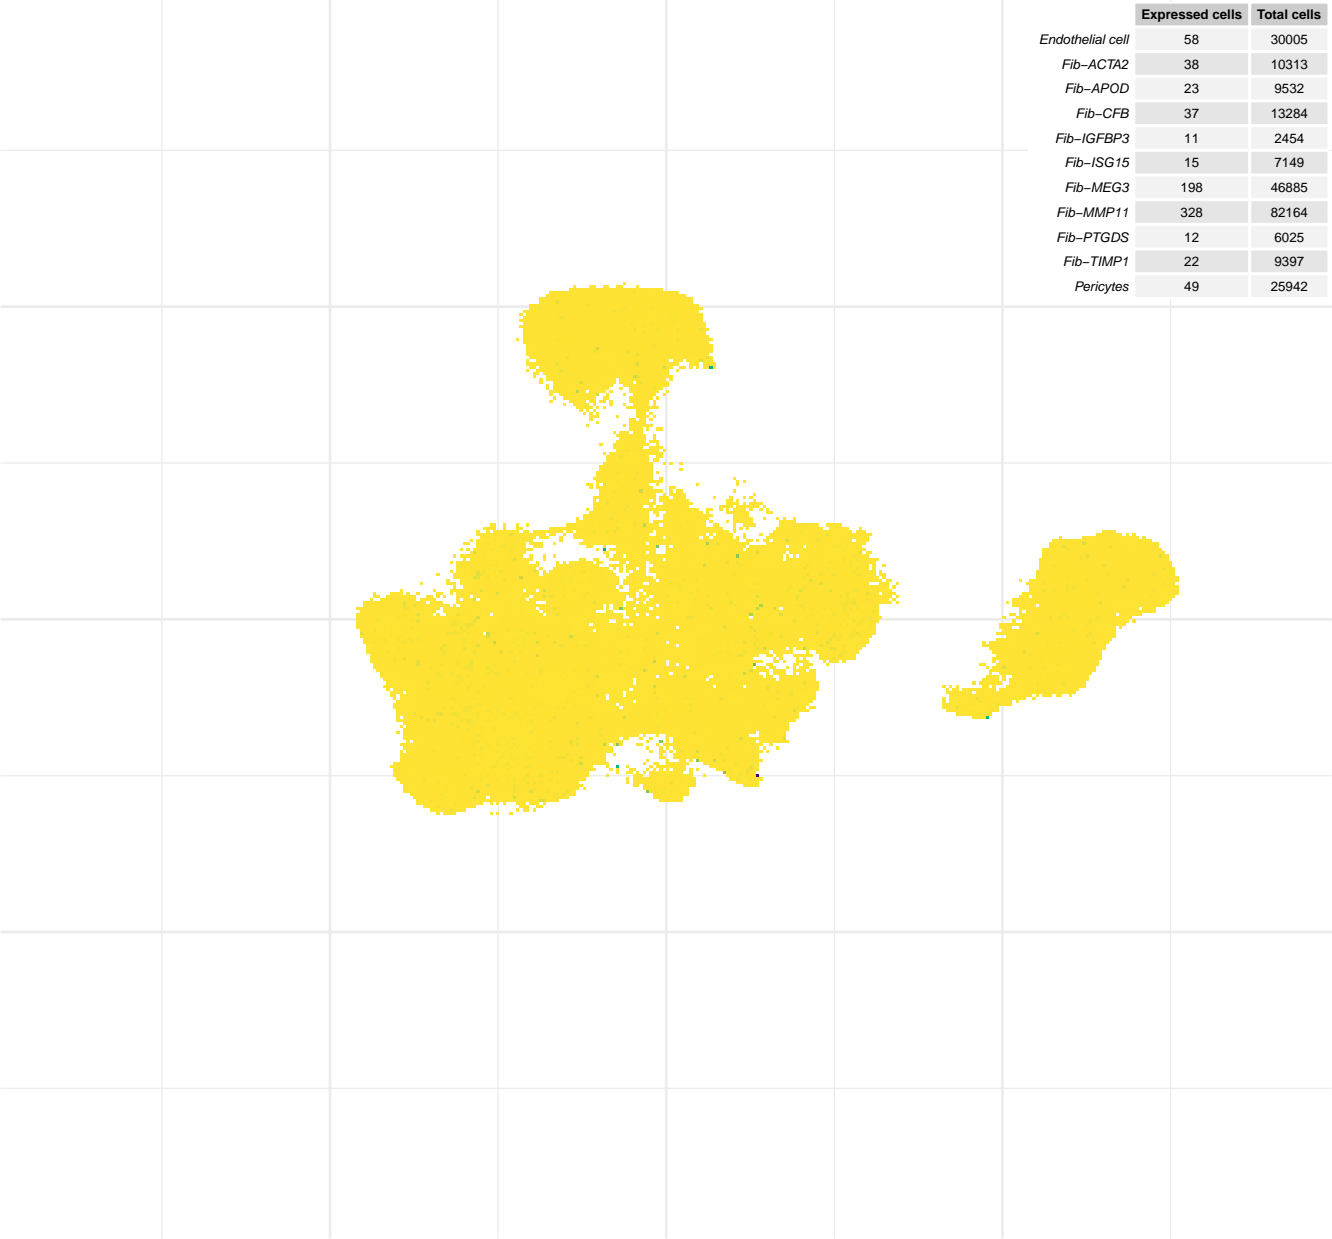 Expressed cells Total cells
Endothelial cell 58 30005
Fib−ACTA2 38 10313
Fib−APOD 23 9532
Fib−CFB 37 13284
Fib−IGFBP3 11 2454
Fib−ISG15 15 7149
Fib−MEG3 198 46885
Fib−MMP11 328 82164
Fib−PTGDS 12 6025
Fib−TIMP1 22 9397
Pericytes 49 25942